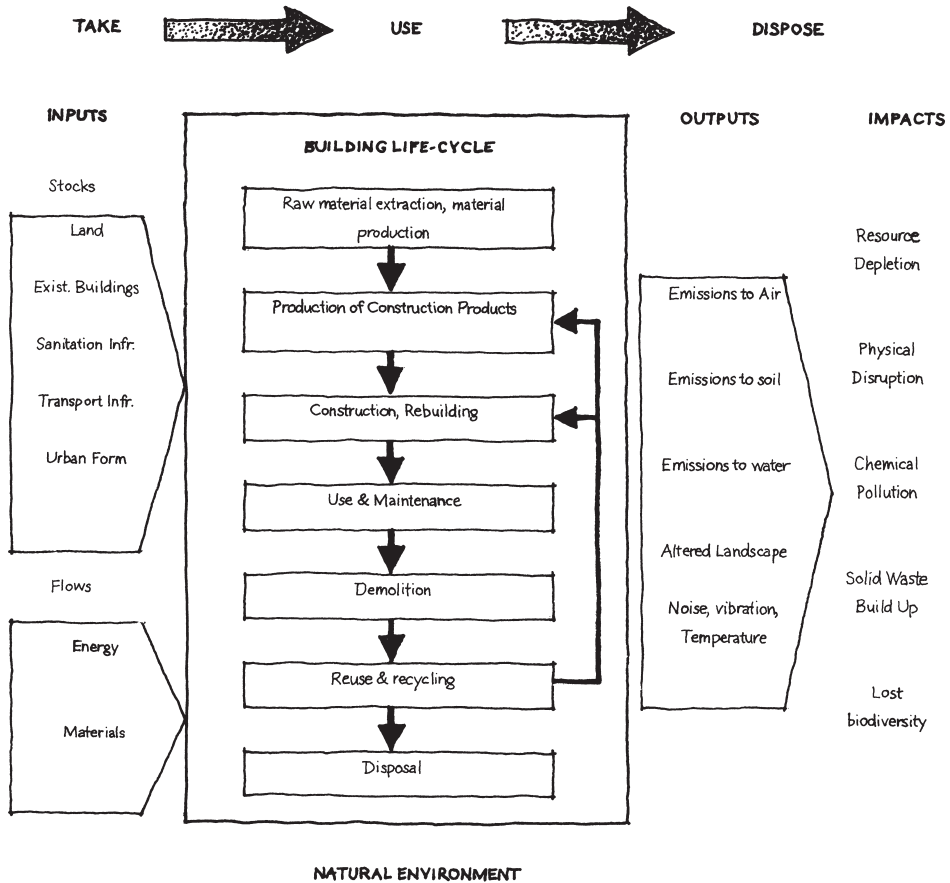 TAKE
USE
DISPOSE
INPUTS
Stocks
Land
Exist. Buildings
Sanitation Infr.
Transport Infr.
Urban Form
Flows
Energy
Materials
BUILDING LIFE-CYCLE
Raw material extraction, material
production
Production of Construction Products
Construction, Rebuilding
Use & Maintenance
Demolition
Reuse & recycling
Disposal
OUTPUTS
Emissions to Air
Emissions to soil
Emissions to water
Altered Landscape
Noise, vibration,
Temperature
IMPACTS
Resource
Depletion
Physical
Disruption
Chemical
Pollution
Solid Waste
Build Up
Lost
biodiversity
NATURAL ENVIRONMENT